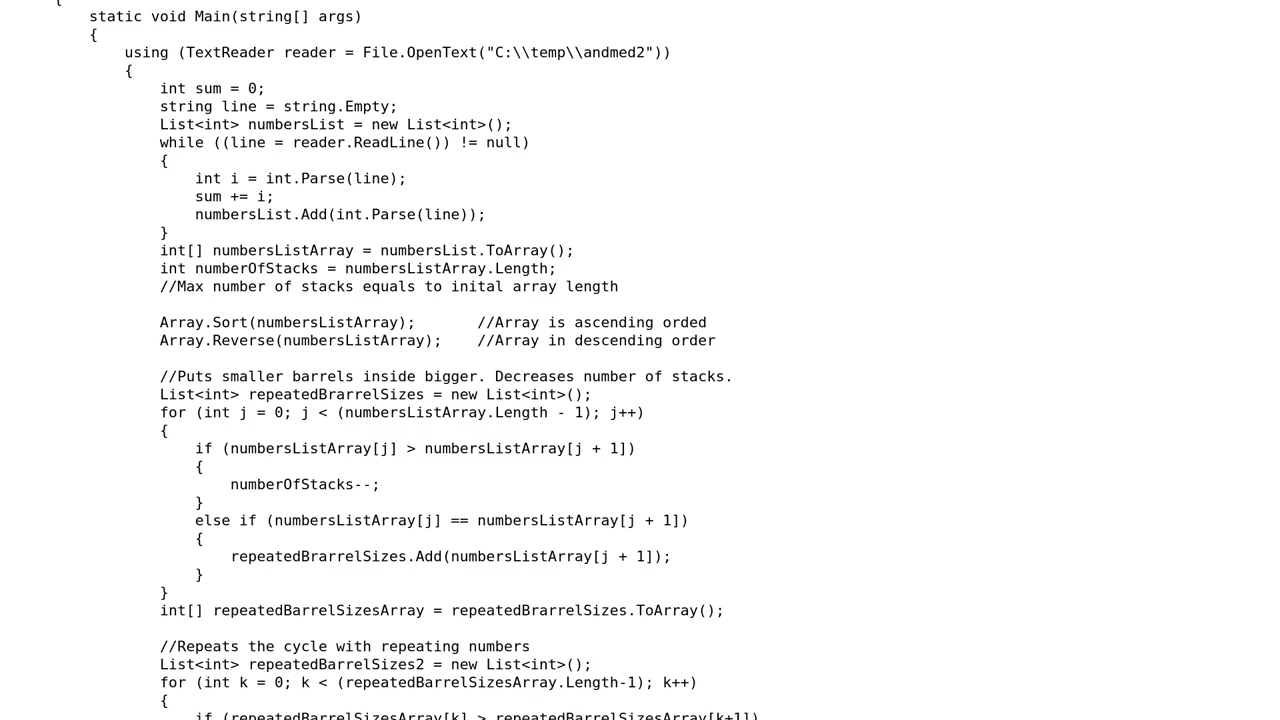 {
static void Main(string[] args)
{
using (TextReader reader = File.OpenText("C:\\temp\\andmed2"))
{
int sum = 0;
string line = string.Empty;
List<int> numbersList = new List<int>();
while ((line = reader.ReadLine()) != null)
{
int i = int.Parse(line);
sum += i;
numbersList.Add(int.Parse(line));
}
int[] numbersListArray = numbersList.ToArray();
int numberOfStacks = numbersListArray.Length;
//Max number of stacks equals to inital array length
Array.Sort(numbersListArray);       //Array is ascending orded
Array.Reverse(numbersListArray);    //Array in descending order
//Puts smaller barrels inside bigger. Decreases number of stacks.
List<int> repeatedBrarrelSizes = new List<int>();
for (int j = 0; j < (numbersListArray.Length - 1); j++)
{
if (numbersListArray[j] > numbersListArray[j + 1])
{
numberOfStacks--;
}
else if (numbersListArray[j] == numbersListArray[j + 1])
{
repeatedBrarrelSizes.Add(numbersListArray[j + 1]);
}
}
int[] repeatedBarrelSizesArray = repeatedBrarrelSizes.ToArray();
//Repeats the cycle with repeating numbers
List<int> repeatedBarrelSizes2 = new List<int>();
for (int k = 0; k < (repeatedBarrelSizesArray.Length-1); k++)
{
if (repeatedBarrelSizesArray[k] > repeatedBarrelSizesArray[k+1])